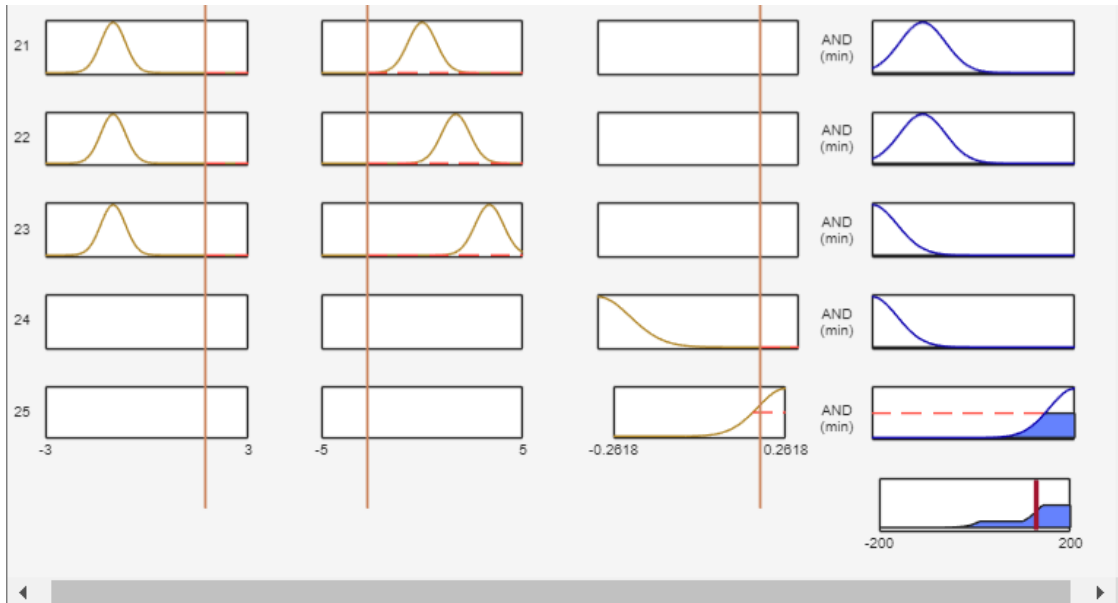 21 AND
(min)
22 AND
(min)
23 AND
(min)
24 AND
(min)
25 AND
(min)
-3 3 -5 5 -0.2618 0.2618
-200 200